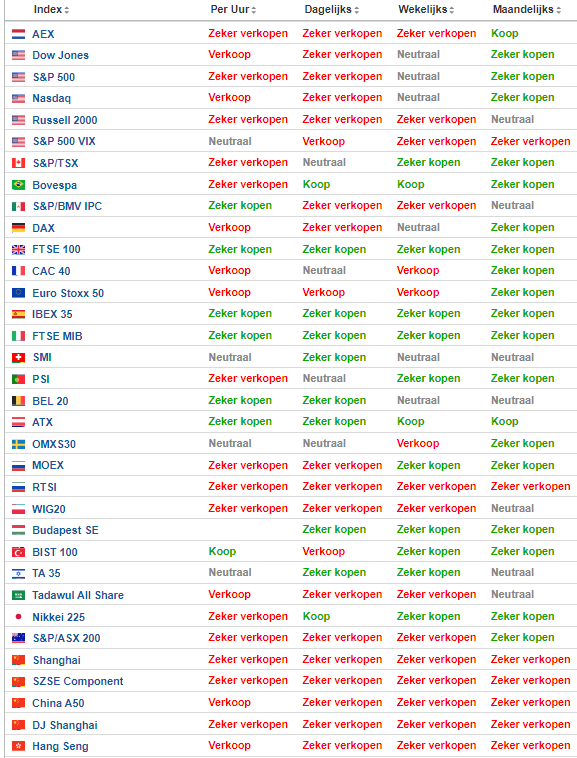 Index Per Uur Dagelijks Wekelijks Maandelijks
AEX Zeker verkopen Zeker verkopen Zeker verkopen Koop
Dow Jones Verkoop Zeker verkopen Neutraal Zeker kopen
S&P 500 Verkoop Zeker verkopen Neutraal Zeker kopen
Nasdaq Verkoop Zeker verkopen Neutraal Zeker kopen
Russell 2000 Zeker verkopen Zeker verkopen Zeker verkopen Neutraal
S&P 500 VIX Neutraal Verkoop Zeker verkopen Zeker verkopen
S&P/TSX Zeker verkopen Neutraal Zeker kopen Zeker kopen
Bovespa Zeker verkopen Koop Koop Zeker kopen
S&P/BMV IPC Zeker kopen Zeker verkopen Zeker verkopen Neutraal
DAX Verkoop Zeker verkopen Neutraal Zeker kopen
FTSE 100 Zeker kopen Zeker kopen Zeker kopen Zeker kopen
CAC 40 Verkoop Neutraal Verkoop Zeker kopen
Euro Stoxx 50 Verkoop Verkoop Verkoop Zeker kopen
IBEX 35 Zeker kopen Zeker kopen Zeker kopen Zeker kopen
FTSE MIB Zeker kopen Zeker kopen Zeker kopen Zeker kopen
SMI Neutraal Zeker kopen Neutraal Neutraal
PSI Zeker verkopen Neutraal Zeker kopen Zeker kopen
BEL 20 Zeker kopen Zeker kopen Neutraal Neutraal
ATX Zeker kopen Zeker kopen Koop Koop
OMXS30 Neutraal Neutraal Verkoop Zeker kopen
MOEX Zeker verkopen Zeker verkopen Zeker kopen Zeker kopen
RTSI Zeker verkopen Zeker verkopen Zeker verkopen Zeker verkopen
WIG20 Zeker verkopen Zeker verkopen Zeker verkopen Neutraal
Budapest SE Zeker kopen Zeker kopen Zeker kopen
BIST 100 Koop Verkoop Zeker kopen Zeker kopen
TA 35 Neutraal Zeker kopen Zeker kopen Neutraal
Tadawul All Share Verkoop Zeker verkopen Zeker verkopen Neutraal
Nikkei 225 Zeker verkopen Koop Zeker kopen Zeker kopen
S&P/ASX 200 Zeker verkopen Zeker verkopen Zeker verkopen Zeker kopen
Shanghai Zeker verkopen Zeker verkopen Zeker verkopen Zeker verkopen
SZSE Component Zeker verkopen Zeker verkopen Zeker verkopen Zeker verkopen
China A50 Verkoop Zeker verkopen Zeker verkopen Zeker verkopen
DJ Shanghai Zeker verkopen Zeker verkopen Zeker verkopen Zeker verkopen
Hang Seng Verkoop Zeker verkopen Zeker verkopen Zeker verkopen